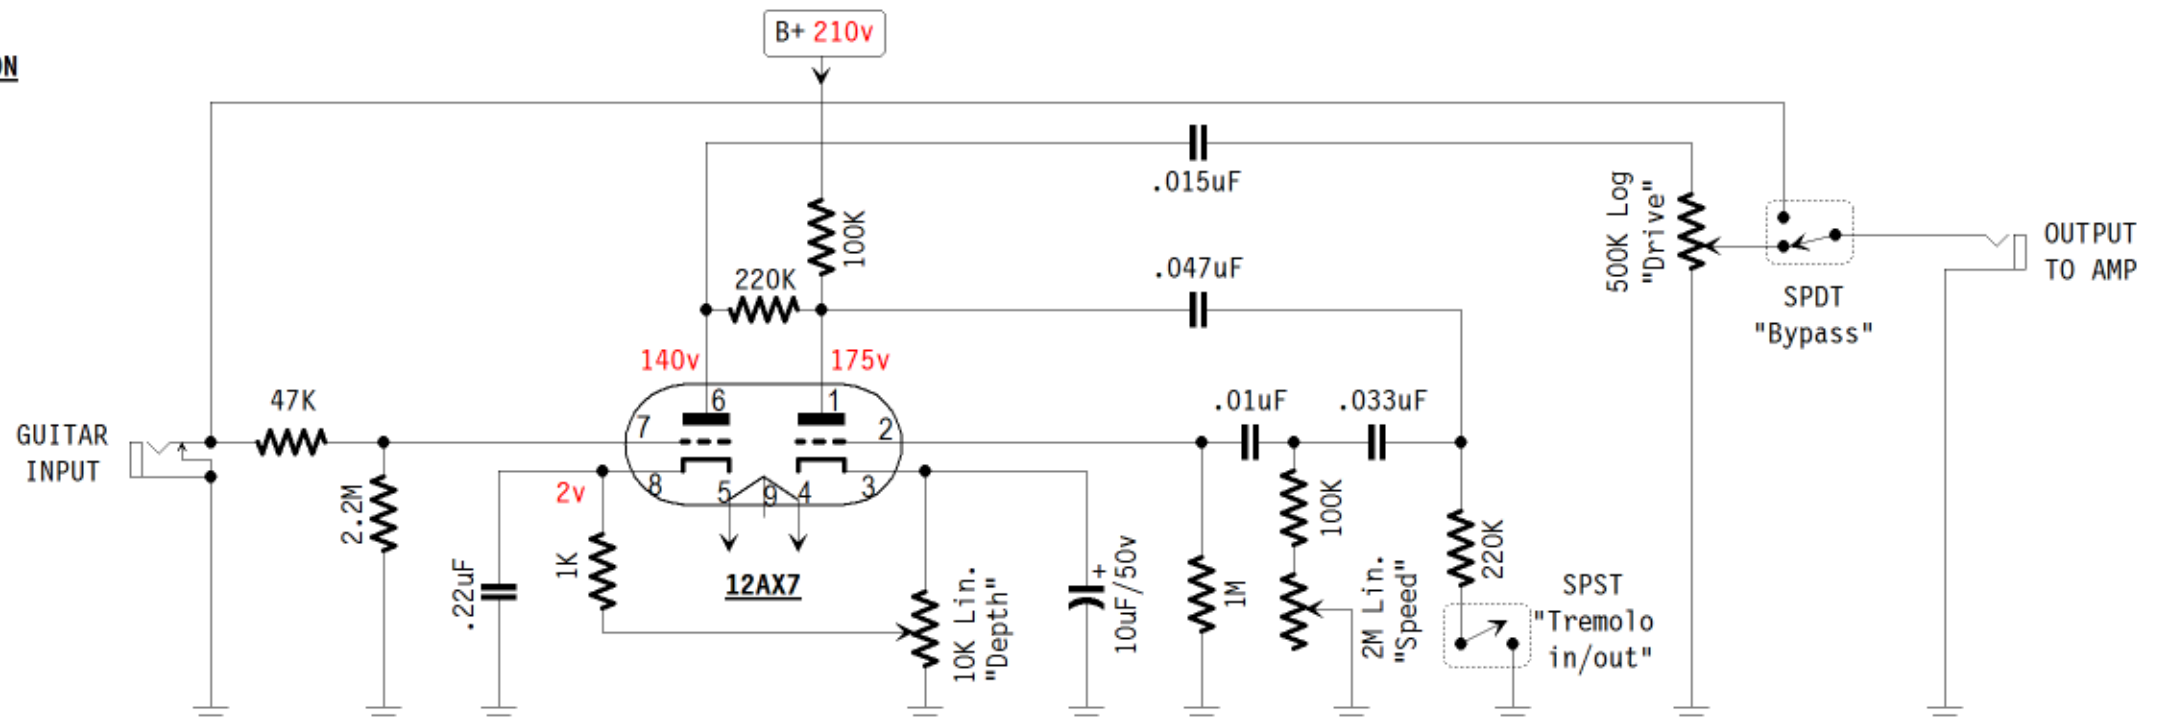 ON
B+ 210v
.015uF
500K Log
"Drive"
100K
220K
.047uF
OUTPUT
TO AMP
SPDT
"Bypass"
140v
175v
47K
6
1
.01uF
.033uF
7
2
GUITAR
INPUT
2v
8
5
9
4
3
2.2M
100K
220K
.22uF
1K
12AX7
10K Lin.
"Depth"
+
10uF/50v
1M
2M Lin.
"Speed"
SPST
"Tremolo
in/out"